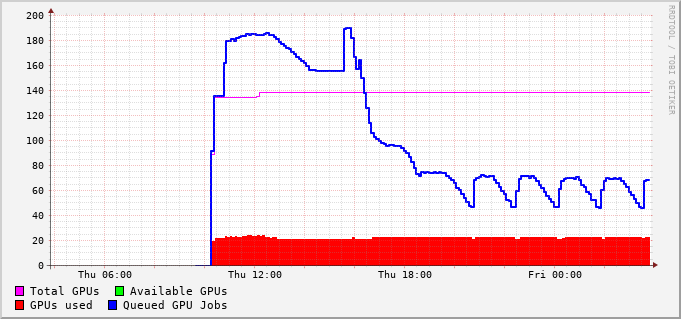 200
180
160
140
120
100
80
60
40
20
0
Thu 06:00 Thu 12:00 Thu 18:00 Fri 00:00
Total GPUs Available GPUs
GPUs used Queued GPU Jobs
RRDTOOL / TOBI OETIKER